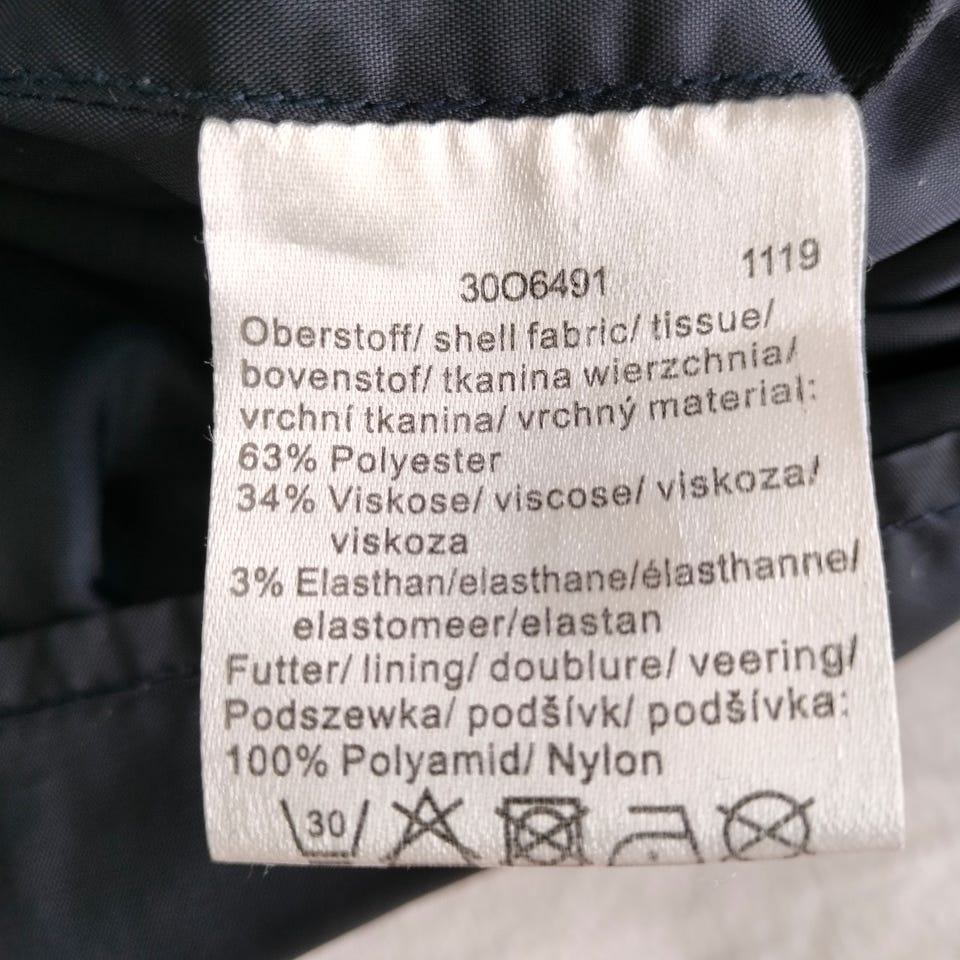 30O6491 1119
Oberstoff/ shell fabric/ tissue/
bovenstof/ tkanina wierzchnia/
vrchní tkanina/ vrchný material:
63% Polyester
34% Viskose/ viscose/ viskoza/
viskoza
3% Elasthan/elasthane/élasthanne/
elastomeer/elastan
Futter/ lining/ doublure/ veering/
Podszewka/ podšívk/ podšívka:
100% Polyamid/ Nylon
30